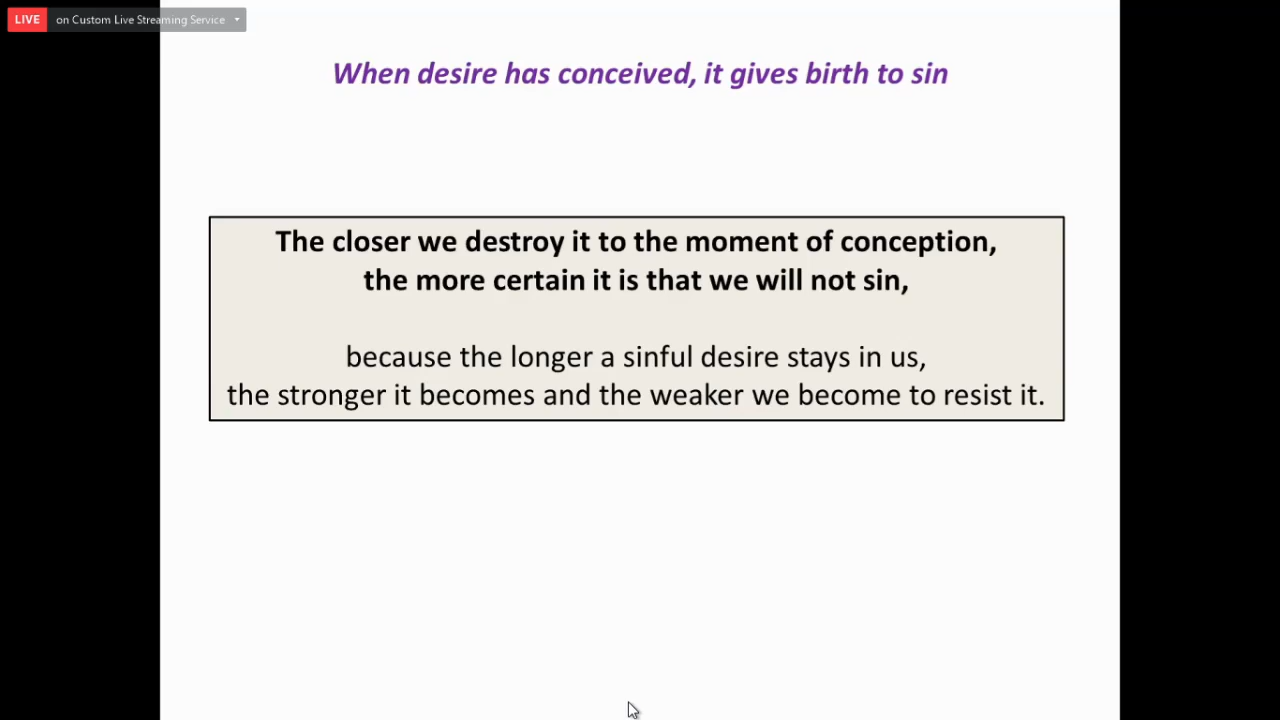 LIVE on Custom Live Streaming Service
When desire has conceived, it gives birth to sin
The closer we destroy it to the moment of conception,
the more certain it is that we will not sin,
because the longer a sinful desire stays in us,
the stronger it becomes and the weaker we become to resist it.